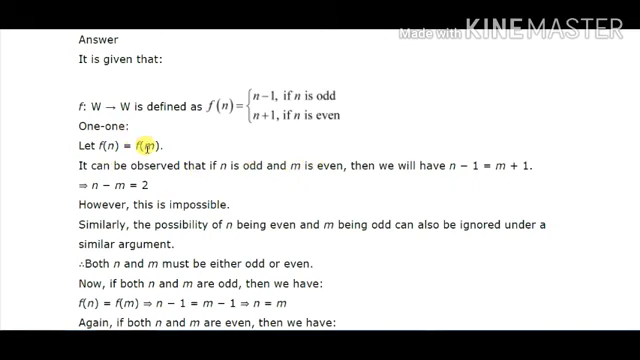 Made with KINEMASTER
Answer
It is given that:
f: W → W is defined as f(n) = { n−1, if n is odd
n+1, if n is even
One-one:
Let f(n) = f(m).
It can be observed that if n is odd and m is even, then we will have n − 1 = m + 1.
⇒ n − m = 2
However, this is impossible.
Similarly, the possibility of n being even and m being odd can also be ignored under a
similar argument.
∴Both n and m must be either odd or even.
Now, if both n and m are odd, then we have:
f(n) = f(m) ⇒ n − 1 = m − 1 ⇒ n = m
Again, if both n and m are even, then we have: